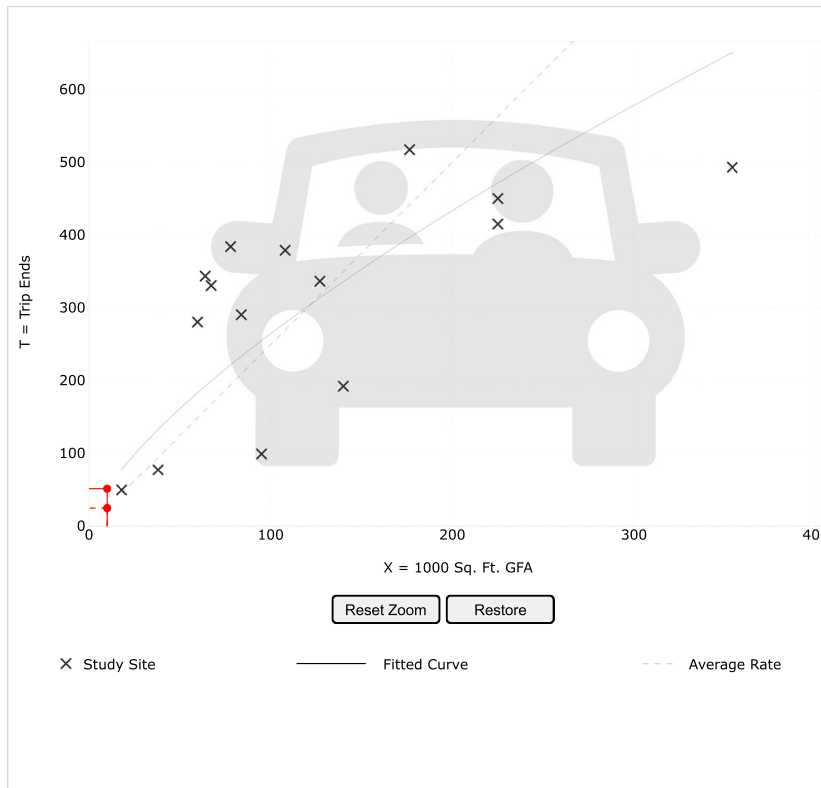 600
500
400
300
200
100
0
0 100 200 300 40
T = Trip Ends
X = 1000 Sq. Ft. GFA
Reset Zoom Restore
Study Site Fitted Curve Average Rate